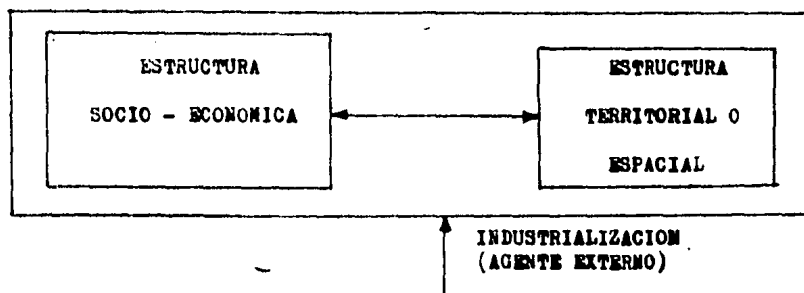 ESTRUCTURA
SOCIO - ECONOMICA
ESTRUCTURA
TERRITORIAL O
ESPACIAL
INDUSTRIALIZACION
(AGENTE EXTERNO)